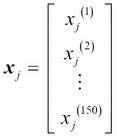 x_j = [ x_j^(1)
x_j^(2)
⋮
x_j^(150) ]